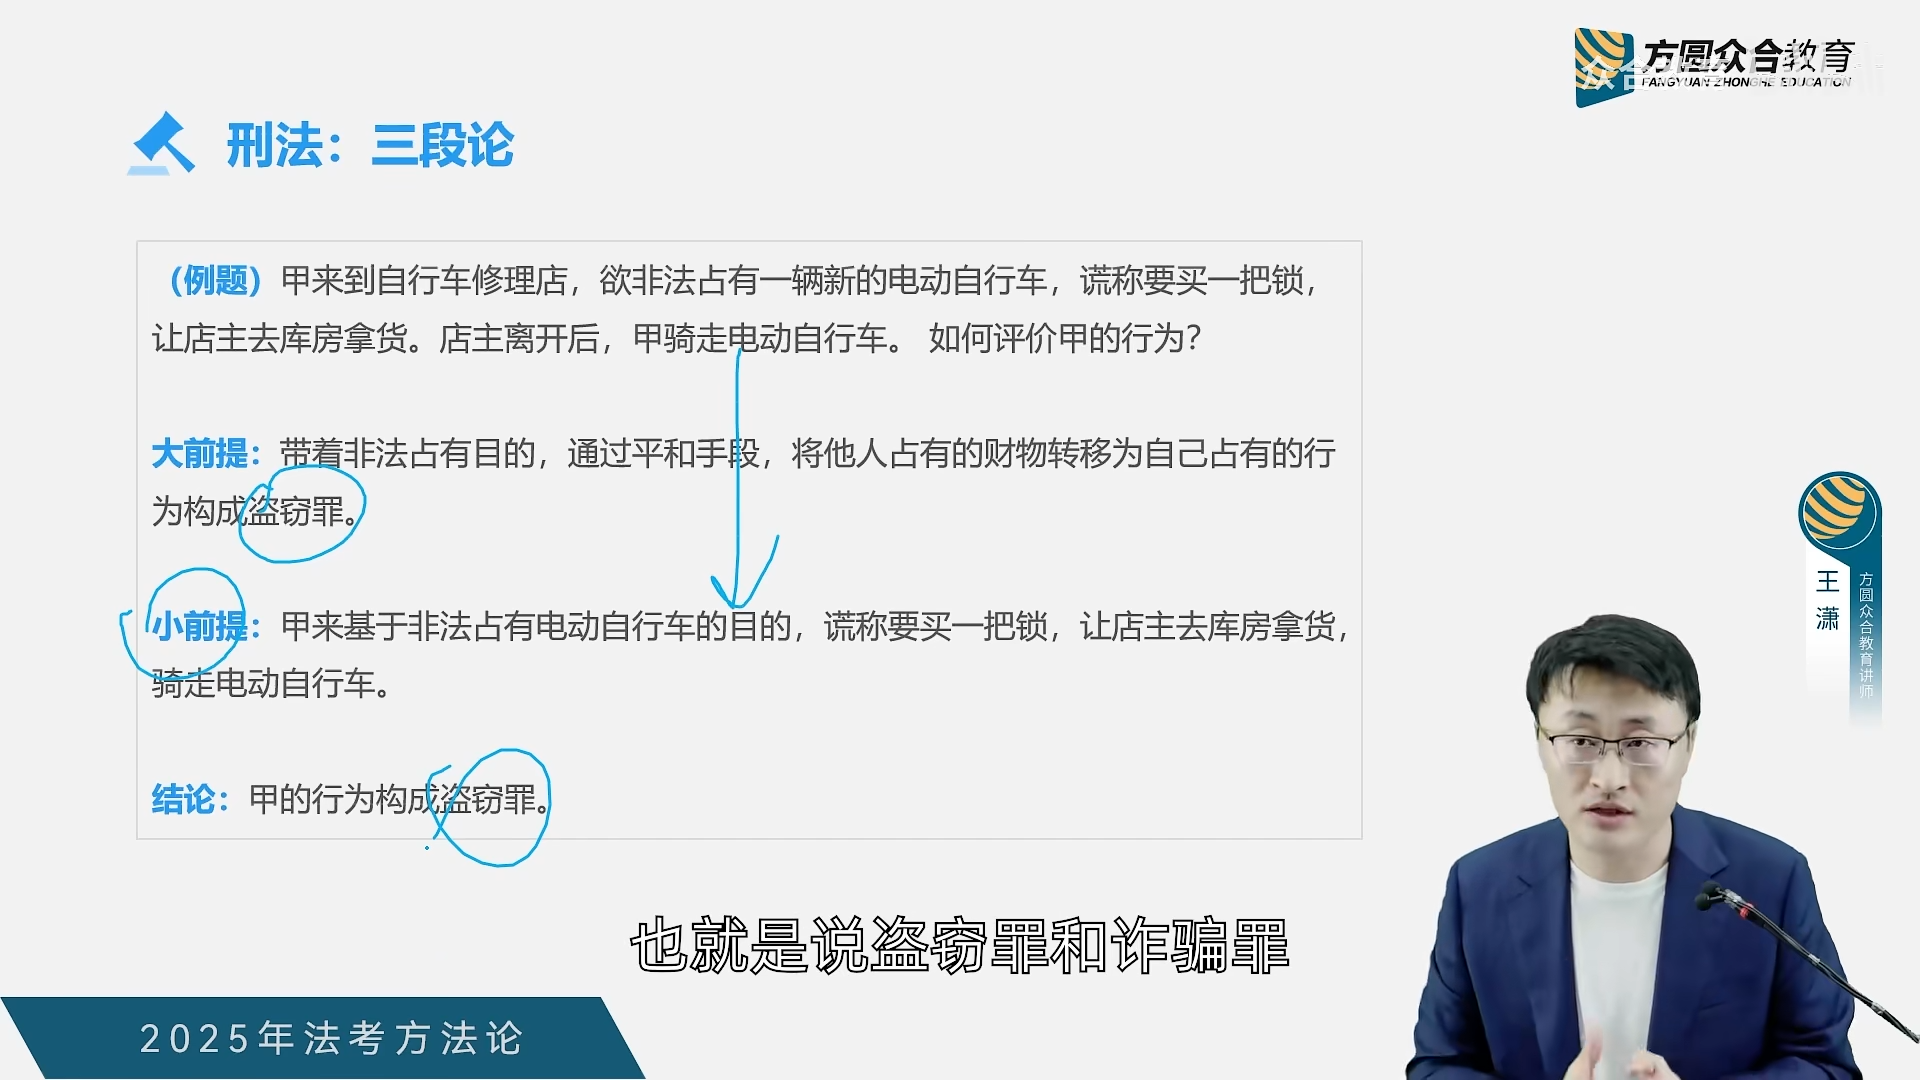 方圆众合教育
FANGYUAN ZHONGHE EDUCATION
刑法：三段论
（例题）甲来到自行车修理店，欲非法占有一辆新的电动自行车，谎称要买一把锁，
让店主去库房拿货。店主离开后，甲骑走电动自行车。 如何评价甲的行为？
大前提：带着非法占有目的，通过平和手段，将他人占有的财物转移为自己占有的行
为构成盗窃罪。
小前提：甲来基于非法占有电动自行车的目的，谎称要买一把锁，让店主去库房拿货，
骑走电动自行车。
结论：甲的行为构成盗窃罪。
王潇
方圆众合教育讲师
也就是说盗窃罪和诈骗罪
2025年法考方法论